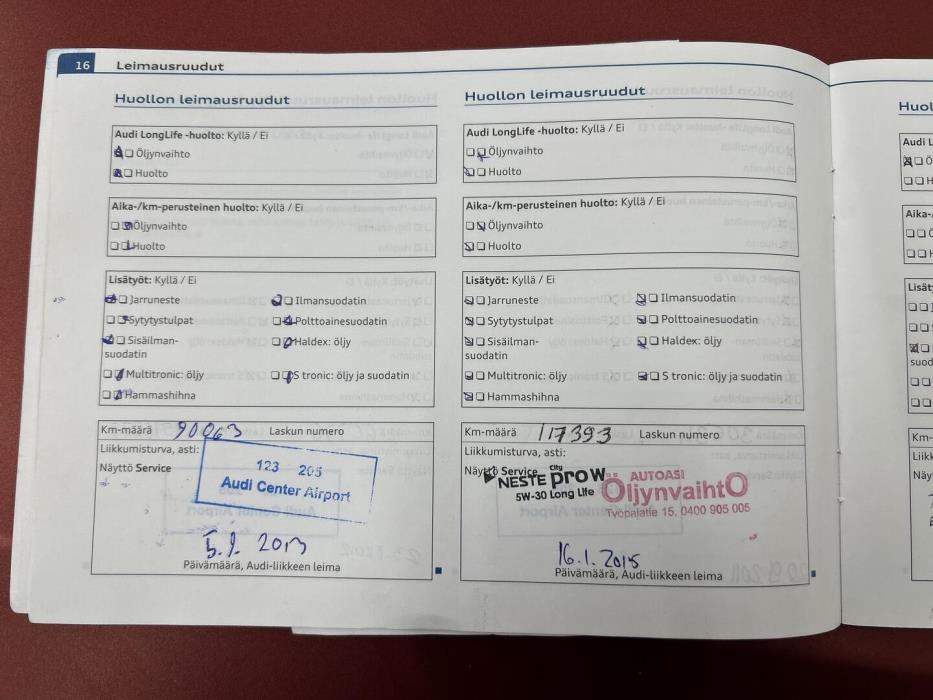 16 Leimausruudut
Huollon leimausruudut
Audi LongLife -huolto: Kyllä / Ei
Öljynvaihto
Huolto
Aika-/km-perusteinen huolto: Kyllä / Ei
Öljynvaihto
Huolto
Lisätyöt: Kyllä / Ei
Jarruneste Ilmansuodatin
Sytytystulpat Polttoainesuodatin
Sisäilman- Haldex: öljy
suodatin
Multitronic: öljy S tronic: öljy ja suodatin
Hammashihna
Km-määrä 90063 Laskun numero
Liikkumisturva, asti:
Näyttö Service
123 205
Audi Center Airport
5.9. 2013
Päivämäärä, Audi-liikkeen leima
Huollon leimausruudut
Audi LongLife -huolto: Kyllä / Ei
Öljynvaihto
Huolto
Aika-/km-perusteinen huolto: Kyllä / Ei
Öljynvaihto
Huolto
Lisätyöt: Kyllä / Ei
Jarruneste Ilmansuodatin
Sytytystulpat Polttoainesuodatin
Sisäilman- Haldex: öljy
suodatin
Multitronic: öljy S tronic: öljy ja suodatin
Hammashihna
Km-määrä 117393 Laskun numero
Liikkumisturva, asti:
Näyttö Service
City
NESTE prow
5W-30 Long Life
AUTOASI
ÖljynvaihtO
Työpajatie 15, 0400 905 005
16.1.2015
Päivämäärä, Audi-liikkeen leima